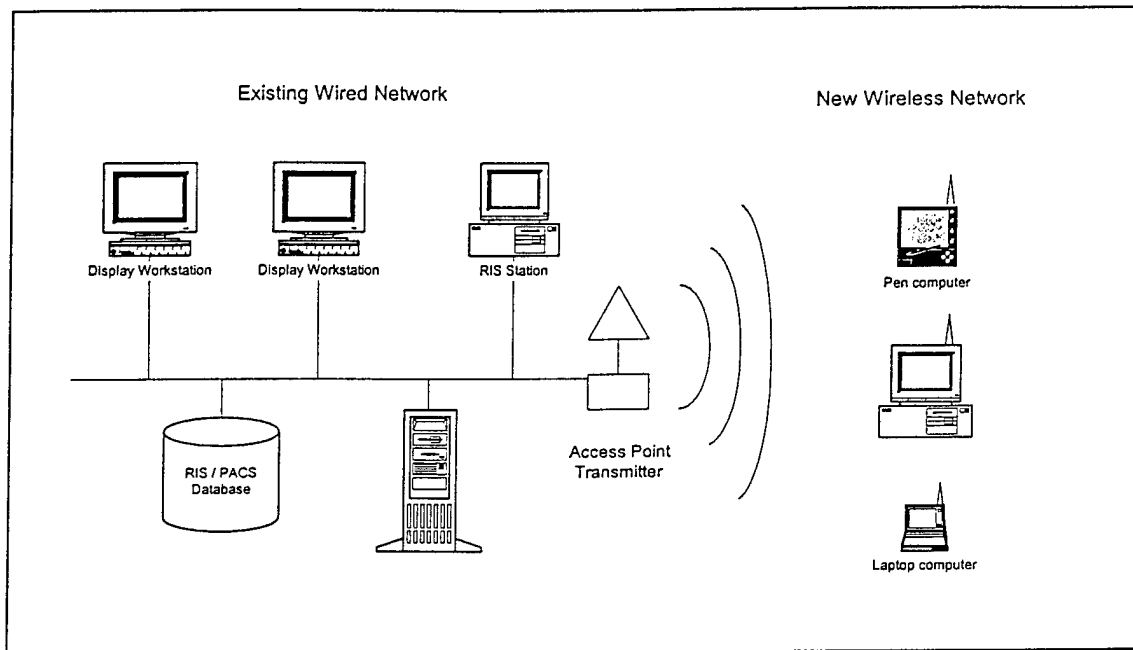 Existing Wired Network
New Wireless Network
Display Workstation
Display Workstation
RIS Station
Pen computer
RIS / PACS
Database
Access Point
Transmitter
Laptop computer